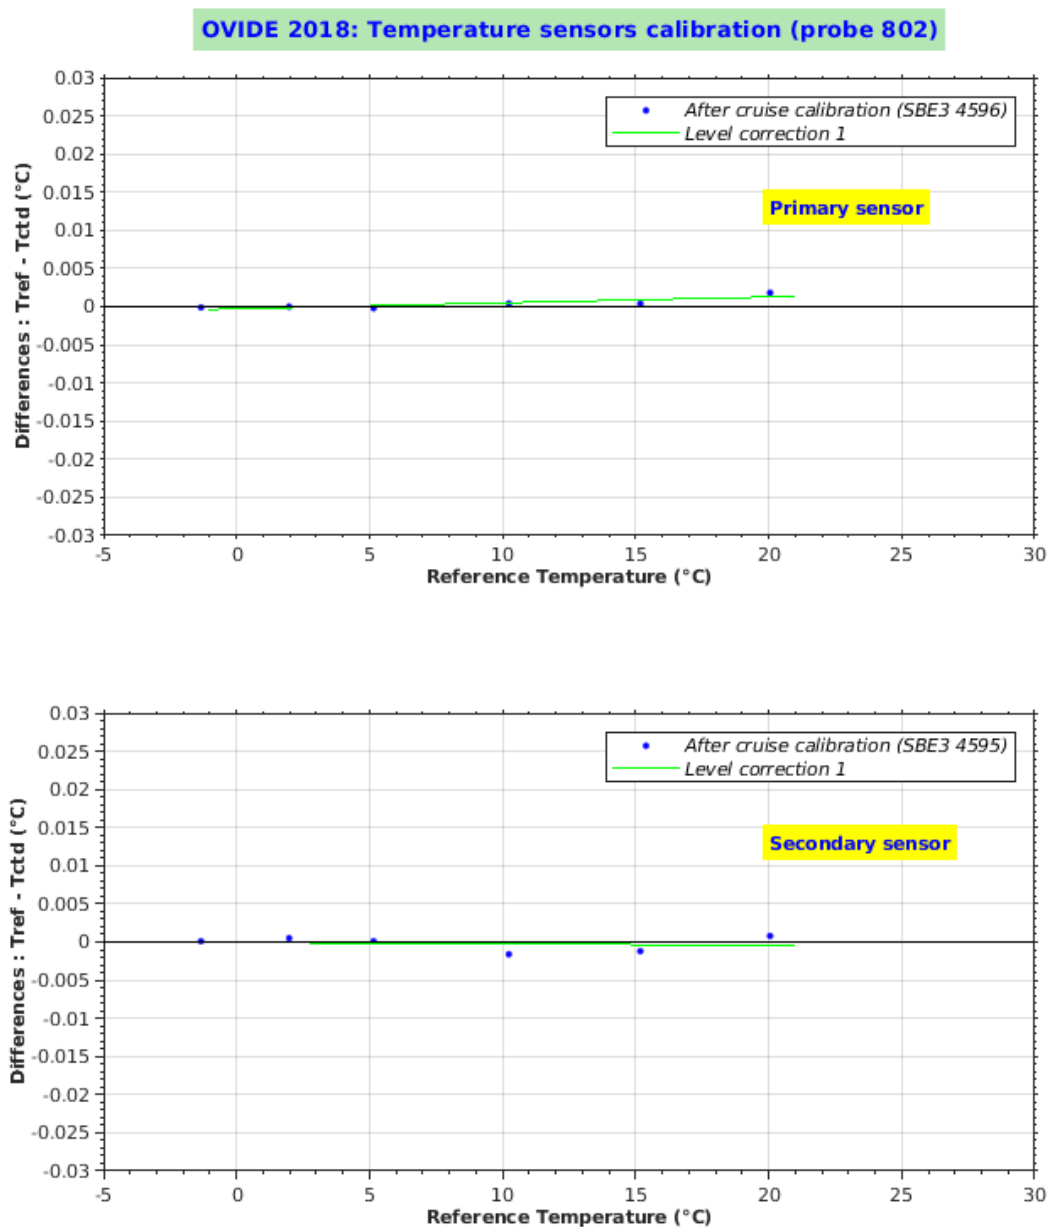 OVIDE 2018: Temperature sensors calibration (probe 802)
0.03
0.025
0.02
0.015
0.01
0.005
0
-0.005
-0.01
-0.015
-0.02
-0.025
-0.03
Differences : Tref - Tctd (°C)
After cruise calibration (SBE3 4596)
Level correction 1
Primary sensor
-5 0 5 10 15 20 25 30
Reference Temperature (°C)
0.03
0.025
0.02
0.015
0.01
0.005
0
-0.005
-0.01
-0.015
-0.02
-0.025
-0.03
Differences : Tref - Tctd (°C)
After cruise calibration (SBE3 4595)
Level correction 1
Secondary sensor
-5 0 5 10 15 20 25 30
Reference Temperature (°C)